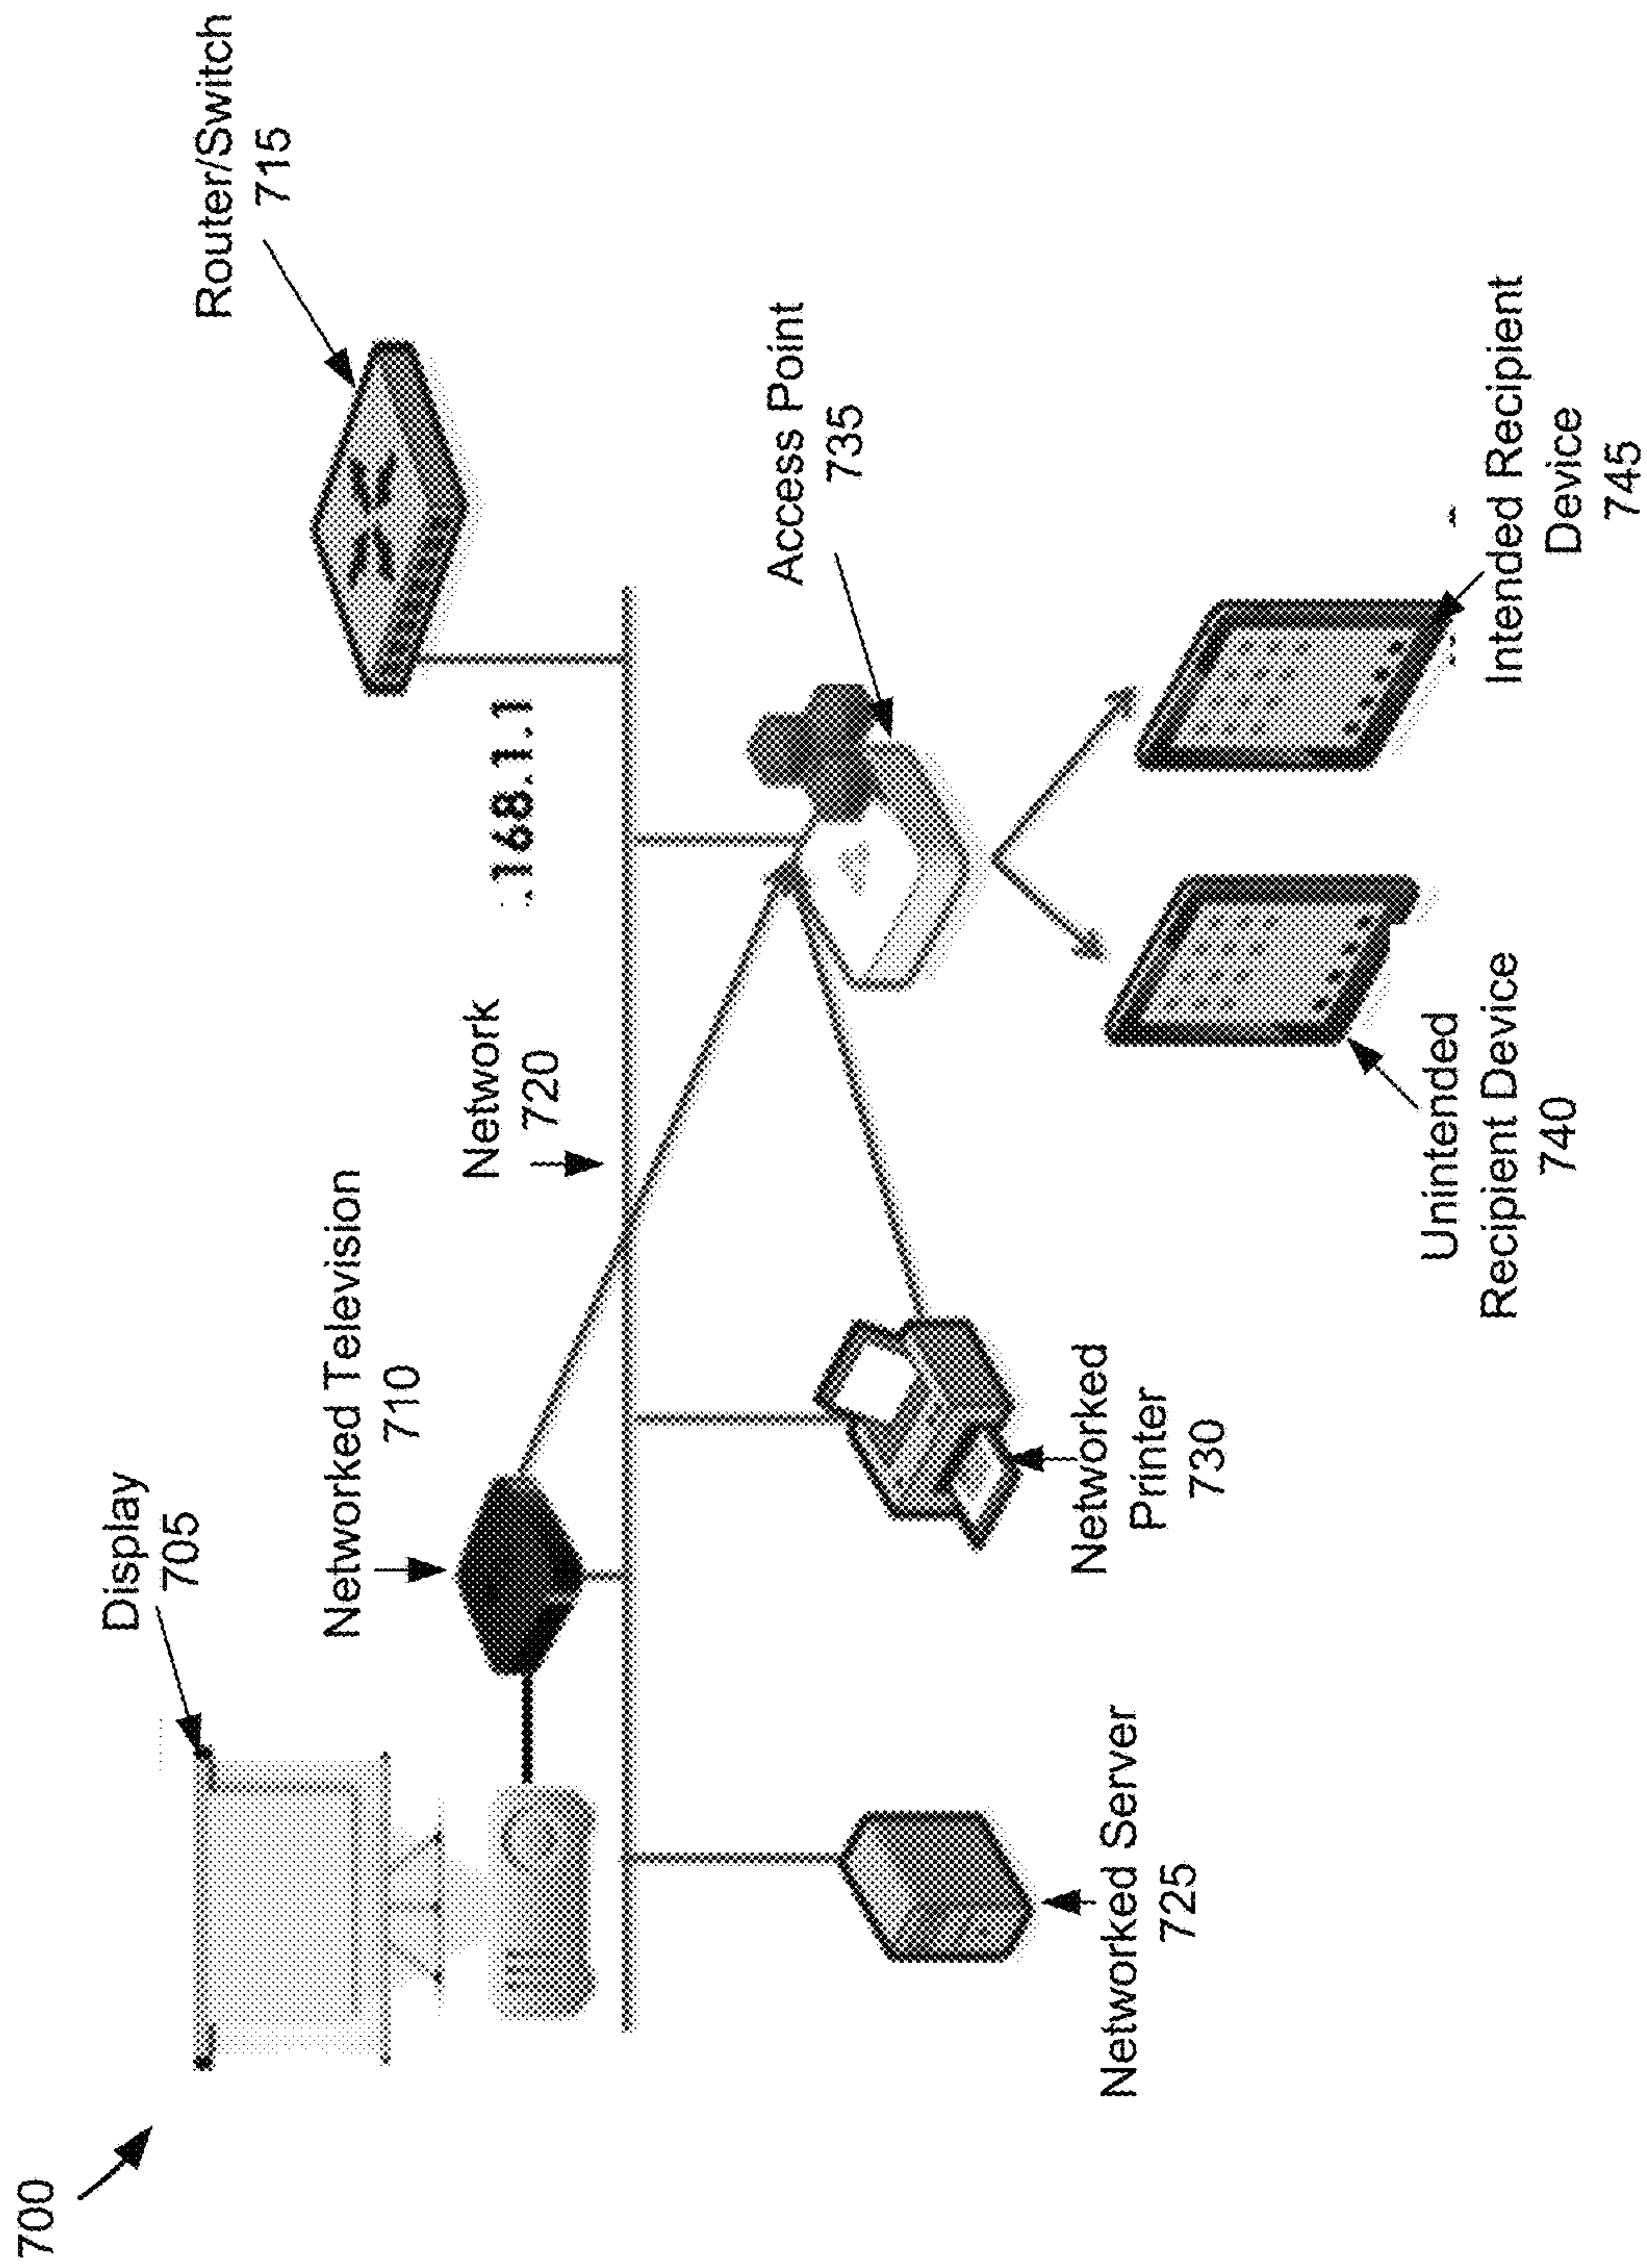 700
Display
705
Networked Television
710
Router/Switch
715
Network
720
.168.1.1
Access Point
735
Networked Server
725
Networked
Printer
730
Unintended
Recipient Device
740
Intended Recipient
Device
745